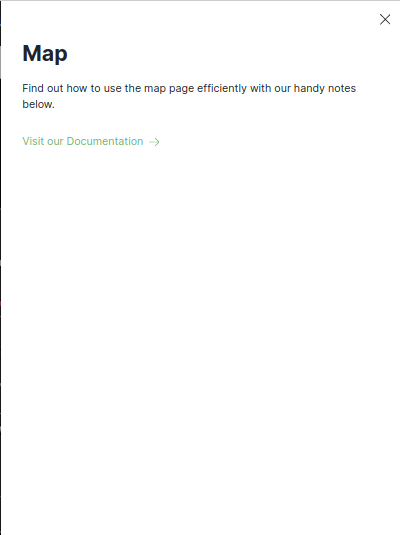 Map
Find out how to use the map page efficiently with our handy notes
below.
Visit our Documentation →